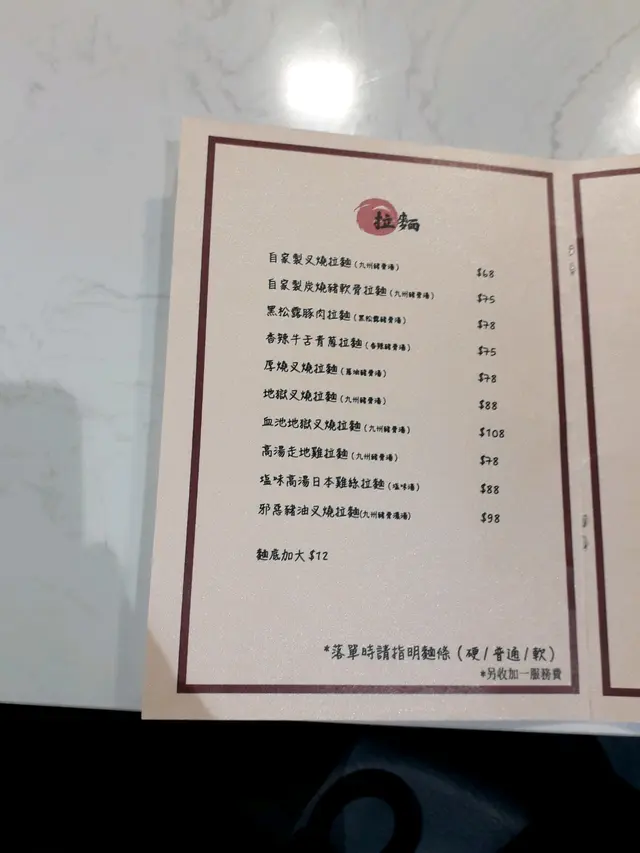 拉麵
自家製叉燒拉麵(九州豬骨湯) $68
自家製炭燒豬軟骨拉麵(九州豬骨湯) $75
黑松露豚肉拉麵(黑松露豬骨湯) $78
香辣牛舌青蔥拉麵(香辣豬骨湯) $75
厚燒叉燒拉麵(蔥油豬骨湯) $78
地獄叉燒拉麵(九州豬骨湯) $88
血池地獄叉燒拉麵(九州豬骨湯) $108
高湯走地雞拉麵(九州豬骨湯) $78
塩味高湯日本雞絲拉麵(塩味湯) $88
邪惡豬油叉燒拉麵(九州豬骨濃湯) $98
麵底加大 $12
*落單時請指明麵條(硬/普通/軟)
*另收加一服務費